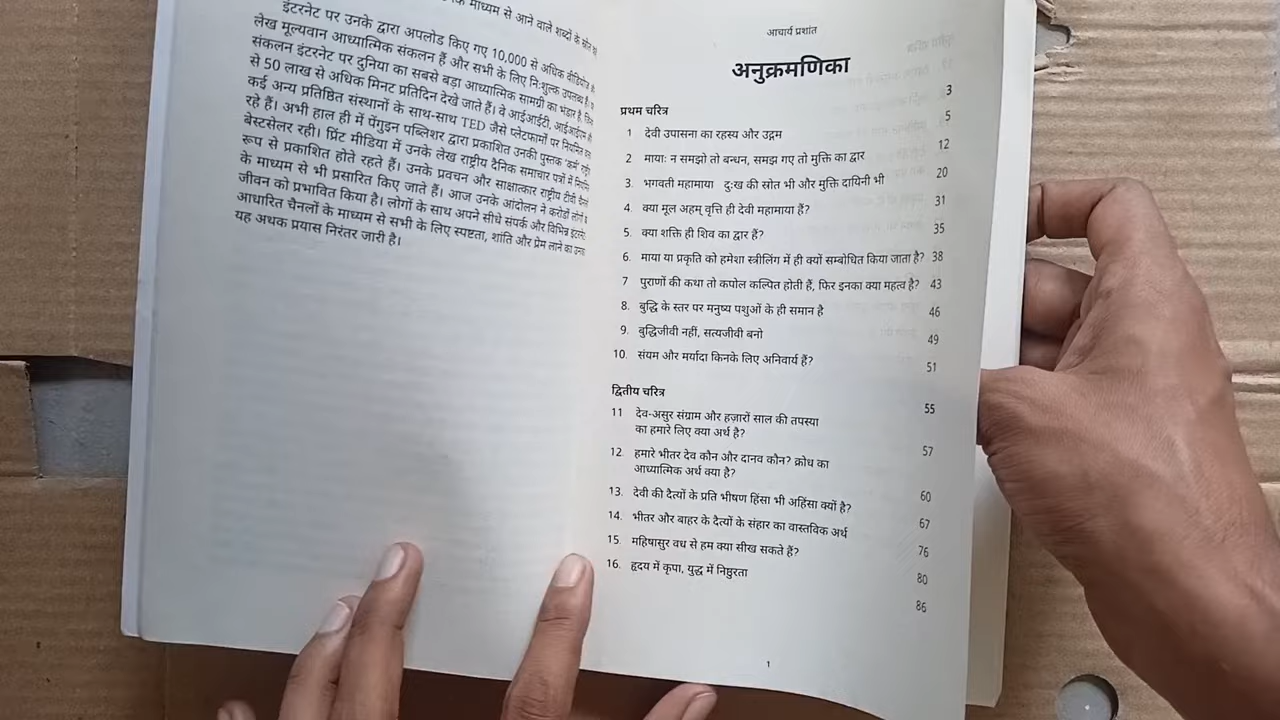 माध्यम से आने वाले शब्दों के स्रोत
इंटरनेट पर उनके द्वारा अपलोड किए गए 10,000 से अधिक वीडियोज़
लेख मूल्यवान आध्यात्मिक संकलन हैं और सभी के लिए निःशुल्क उपलब्ध हैं।
संकलन इंटरनेट पर दुनिया का सबसे बड़ा आध्यात्मिक सामग्री का भंडार है,
से 50 लाख से अधिक मिनट प्रतिदिन देखे जाते हैं। वे आईआईटी, आईआईएम
कई अन्य प्रतिष्ठित संस्थानों के साथ-साथ TED जैसे प्लेटफार्मों पर नियमित
रहे हैं। अभी हाल ही में पेंगुइन पब्लिशर द्वारा प्रकाशित उनकी पुस्तक 'कर्म'
बेस्टसेलर रही। प्रिंट मीडिया में उनके लेख राष्ट्रीय दैनिक समाचार पत्रों में
रूप से प्रकाशित होते रहते हैं। उनके प्रवचन और साक्षात्कार राष्ट्रीय टीवी
के माध्यम से भी प्रसारित किए जाते हैं। आज उनके आंदोलन ने करोड़ों लोगों
जीवन को प्रभावित किया है। लोगों के साथ अपने सीधे संपर्क और विभिन्न
आधारित चैनलों के माध्यम से सभी के लिए स्पष्टता, शांति और प्रेम लाने का उनका
यह अथक प्रयास निरंतर जारी है।
आचार्य प्रशांत
अनुक्रमणिका
प्रथम चरित्र 3
1 देवी उपासना का रहस्य और उद्गम 5
2 मायाः न समझो तो बन्धन, समझ गए तो मुक्ति का द्वार 12
3. भगवती महामाया दुःख की स्रोत भी और मुक्ति दायिनी भी 20
4. क्या मूल अहम् वृत्ति ही देवी महामाया हैं? 31
5. क्या शक्ति ही शिव का द्वार हैं? 35
6. माया या प्रकृति को हमेशा स्त्रीलिंग में ही क्यों सम्बोधित किया जाता है? 38
7 पुराणों की कथा तो कपोल कल्पित होती हैं, फिर इनका क्या महत्व है? 43
8. बुद्धि के स्तर पर मनुष्य पशुओं के ही समान है 46
9. बुद्धिजीवी नहीं, सत्यजीवी बनो 49
10. संयम और मर्यादा किनके लिए अनिवार्य हैं? 51
द्वितीय चरित्र 55
11 देव-असुर संग्राम और हज़ारों साल की तपस्या
का हमारे लिए क्या अर्थ है? 57
12. हमारे भीतर देव कौन और दानव कौन? क्रोध का
आध्यात्मिक अर्थ क्या है? 60
13. देवी की दैत्यों के प्रति भीषण हिंसा भी अहिंसा क्यों है? 67
14. भीतर और बाहर के दैत्यों के संहार का वास्तविक अर्थ 76
15. महिषासुर वध से हम क्या सीख सकते हैं? 80
16. हृदय में कृपा, युद्ध में निष्ठुरता 86
1